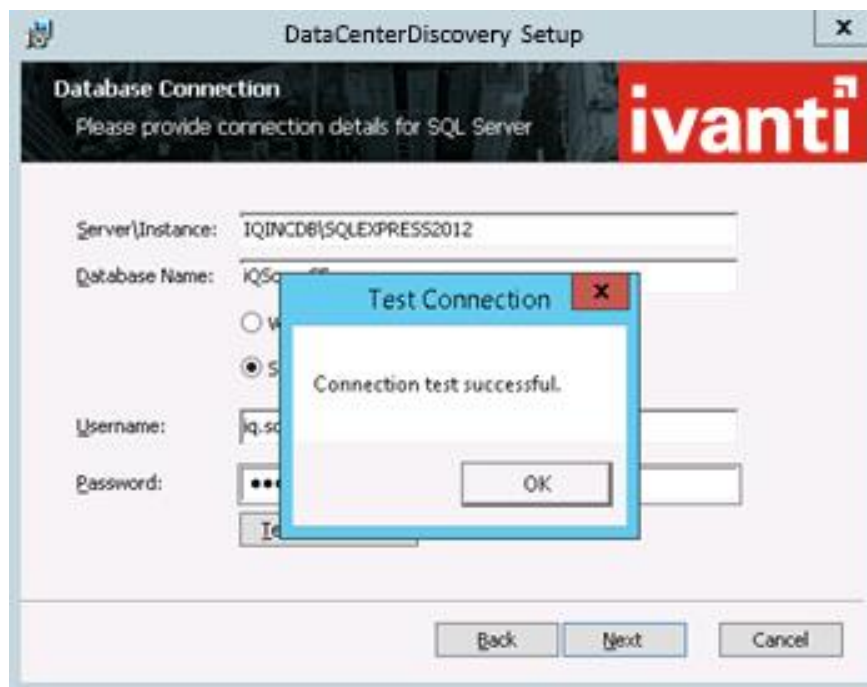 DataCenterDiscovery Setup
x
Database Connection
Please provide connection details for SQL Server
ivanti
Server\Instance: IQINCDB\SQLEXPRESS2012
Database Name:
Test Connection
x
Connection test successful.
OK
Username:
Password:
Back Next Cancel